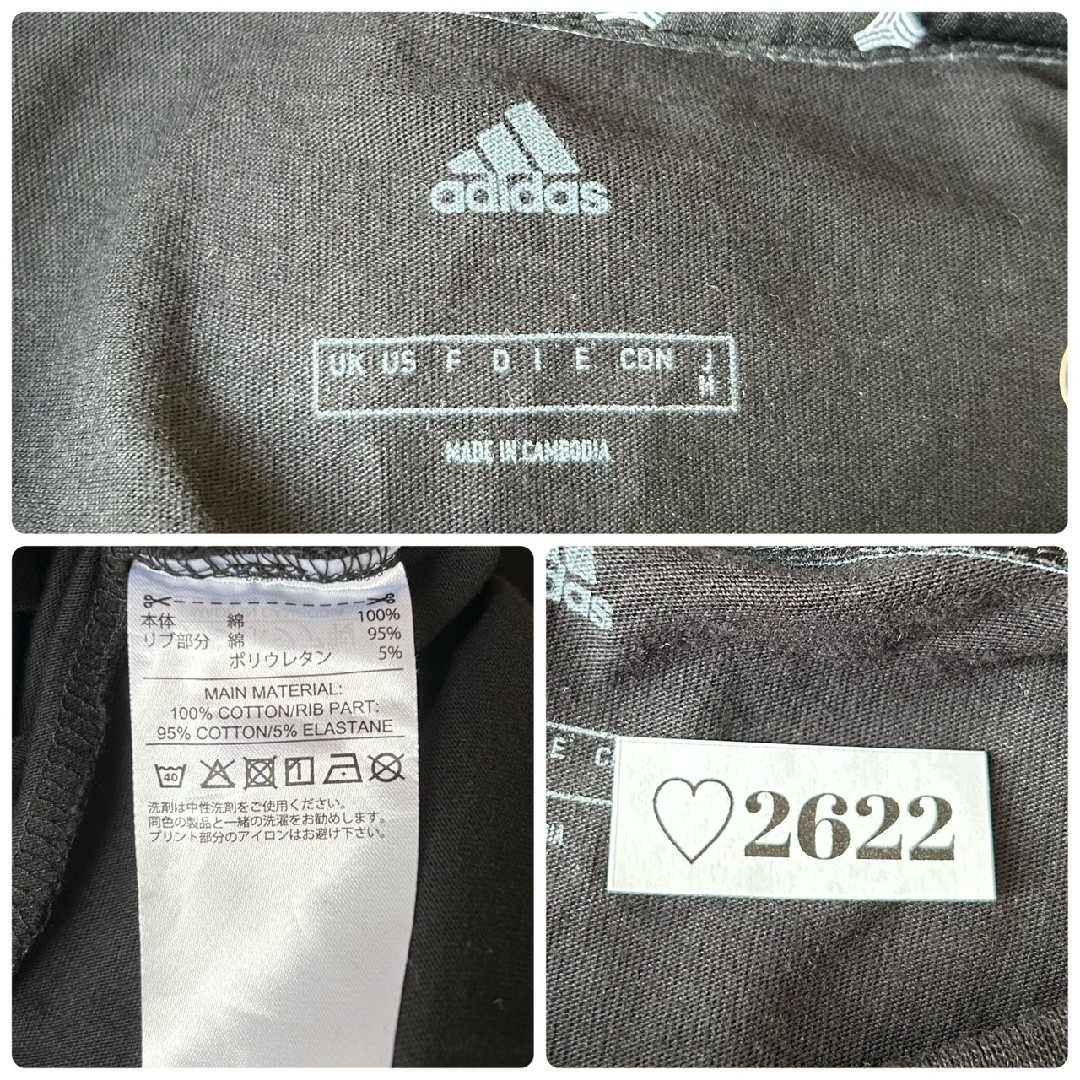 adidas
UK US F D I E CDN J
M
MADE IN CAMBODIA
本体 綿 100%
リブ部分 綿 95%
ポリウレタン 5%
MAIN MATERIAL:
100% COTTON/RIB PART:
95% COTTON/5% ELASTANE
40
洗剤は中性洗剤をご使用ください。
同色の製品と一緒の洗濯をお勧めします。
プリント部分のアイロンはお避け下さい。
adidas
E C
M
♡2622